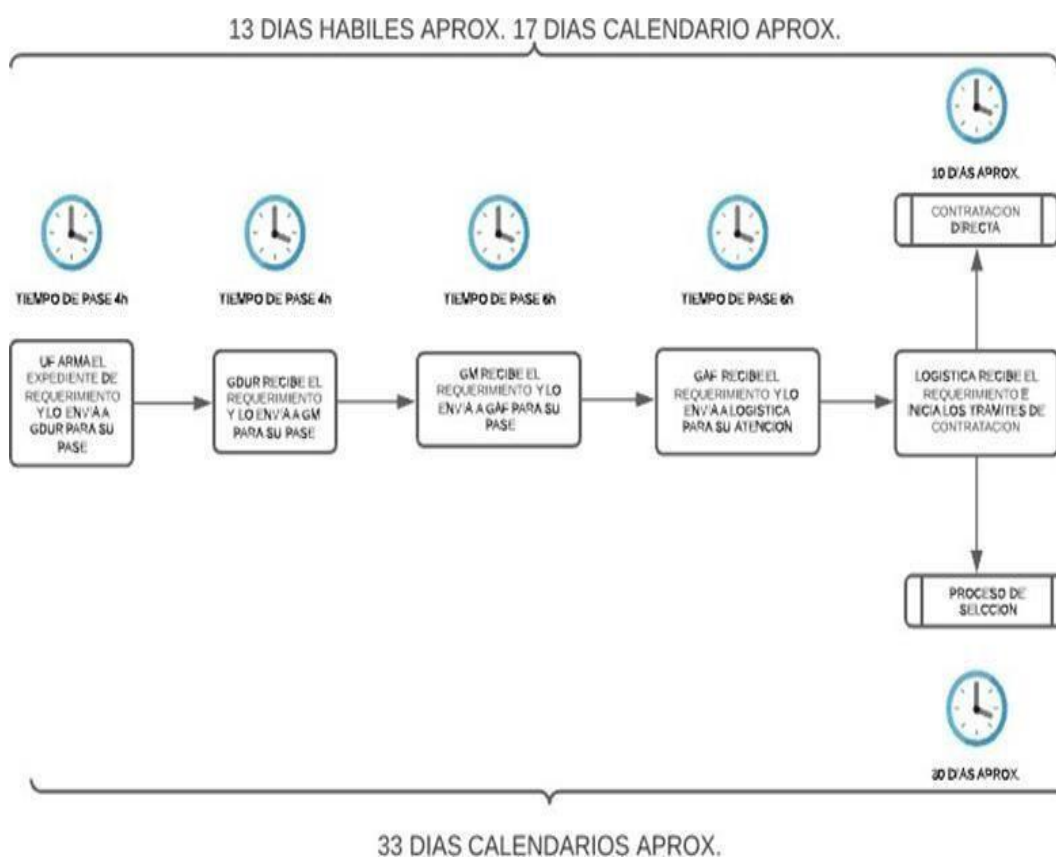 13 DIAS HABILES APROX. 17 DIAS CALENDARIO APROX.
10 DIAS APROX.
CONTRATACION
DIRECTA
TIEMPO DE PASE 4h
TIEMPO DE PASE 4h
TIEMPO DE PASE 6h
TIEMPO DE PASE 6h
UF ARMA EL
EXPEDIENTE DE
REQUERIMIENTO
Y LO ENVIA A
GDUR PARA SU
PASE
GDUR RECIBE EL
REQUERIMIENTO
Y LO ENVIA A GM
PARA SU PASE
GM RECIBE EL
REQUERIMIENTO Y LO
ENVIA A GAF PARA SU
PASE
GAF RECIBE EL
REQUERIMIENTO Y LO
ENVIA A LOGISTICA
PARA SU ATENCIÓN
LOGISTICA RECIBE EL
REQUERIMIENTO E
INICIA LOS TRÁMITES DE
CONTRATACIÓN
PROCESO DE
SELCCION
30 DIAS APROX.
33 DIAS CALENDARIOS APROX.